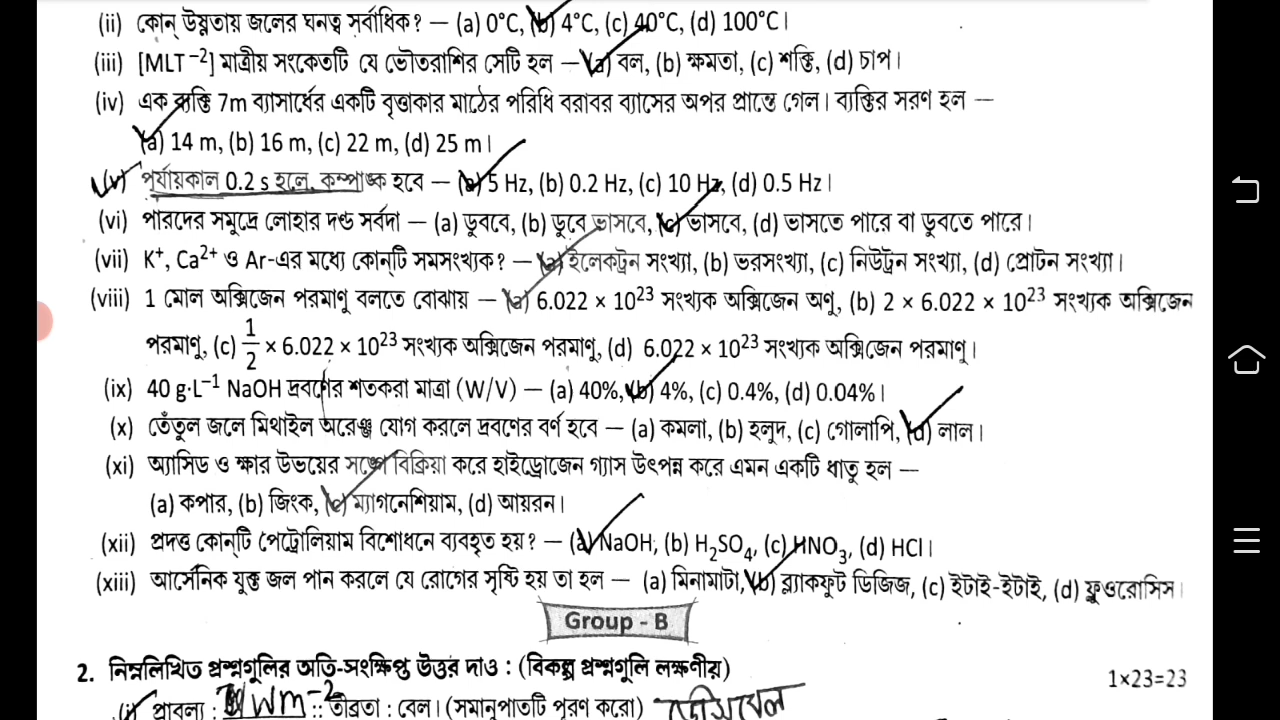 (ii) কোন্ উষ্ণতায় জলের ঘনত্ব সর্বাধিক? — (a) 0°C, (b) 4°C, (c) 40°C, (d) 100°C।
(iii) [MLT⁻²] মাত্রীয় সংকেতটি যে ভৌতরাশির সেটি হল — (a) বল, (b) ক্ষমতা, (c) শক্তি, (d) চাপ।
(iv) এক ব্যক্তি 7m ব্যাসার্ধের একটি বৃত্তাকার মাঠের পরিধি বরাবর ব্যাসের অপর প্রান্তে গেল। ব্যক্তির সরণ হল —
(a) 14 m, (b) 16 m, (c) 22 m, (d) 25 m।
(v) পর্যায়কাল 0.2 s হলে, কম্পাঙ্ক হবে — (a) 5 Hz, (b) 0.2 Hz, (c) 10 Hz, (d) 0.5 Hz।
(vi) পারদের সমুদ্রে লোহার দণ্ড সর্বদা — (a) ডুববে, (b) ডুবে ভাসবে, (c) ভাসবে, (d) ভাসতে পারে বা ডুবতে পারে।
(vii) K⁺, Ca²⁺ ও Ar-এর মধ্যে কোন্‌টি সমসংখ্যক? — (a) ইলেকট্রন সংখ্যা, (b) ভরসংখ্যা, (c) নিউট্রন সংখ্যা, (d) প্রোটন সংখ্যা।
(viii) 1 মোল অক্সিজেন পরমাণু বলতে বোঝায় — (a) 6.022 × 10²³ সংখ্যক অক্সিজেন অণু, (b) 2 × 6.022 × 10²³ সংখ্যক অক্সিজেন
পরমাণু, (c) 1/2 × 6.022 × 10²³ সংখ্যক অক্সিজেন পরমাণু, (d) 6.022 × 10²³ সংখ্যক অক্সিজেন পরমাণু।
(ix) 40 g·L⁻¹ NaOH দ্রবণের শতকরা মাত্রা (W/V) — (a) 40%, (b) 4%, (c) 0.4%, (d) 0.04%।
(x) তেঁতুল জলে মিথাইল অরেঞ্জ যোগ করলে দ্রবণের বর্ণ হবে — (a) কমলা, (b) হলুদ, (c) গোলাপি, (d) লাল।
(xi) অ্যাসিড ও ক্ষার উভয়ের সঙ্গে বিক্রিয়া করে হাইড্রোজেন গ্যাস উৎপন্ন করে এমন একটি ধাতু হল —
(a) কপার, (b) জিংক, (c) ম্যাগনেশিয়াম, (d) আয়রন।
(xii) প্রদত্ত কোন্‌টি পেট্রোলিয়াম বিশোধনে ব্যবহৃত হয়? — (a) NaOH, (b) H₂SO₄, (c) HNO₃, (d) HCl।
(xiii) আর্সেনিক যুক্ত জল পান করলে যে রোগের সৃষ্টি হয় তা হল — (a) মিনামাটা, (b) ব্ল্যাকফুট ডিজিজ, (c) ইটাই-ইটাই, (d) ফ্লুওরোসিস।
Group - B
2. নিম্নলিখিত প্রশ্নগুলির অতি-সংক্ষিপ্ত উত্তর দাও : (বিকল্প প্রশ্নগুলি লক্ষণীয়) 1×23=23
(i) প্রাবল্য : Wm⁻² :: তীব্রতা : বেল। (সমানুপাতটি পূরণ করো) ডেসিবেল